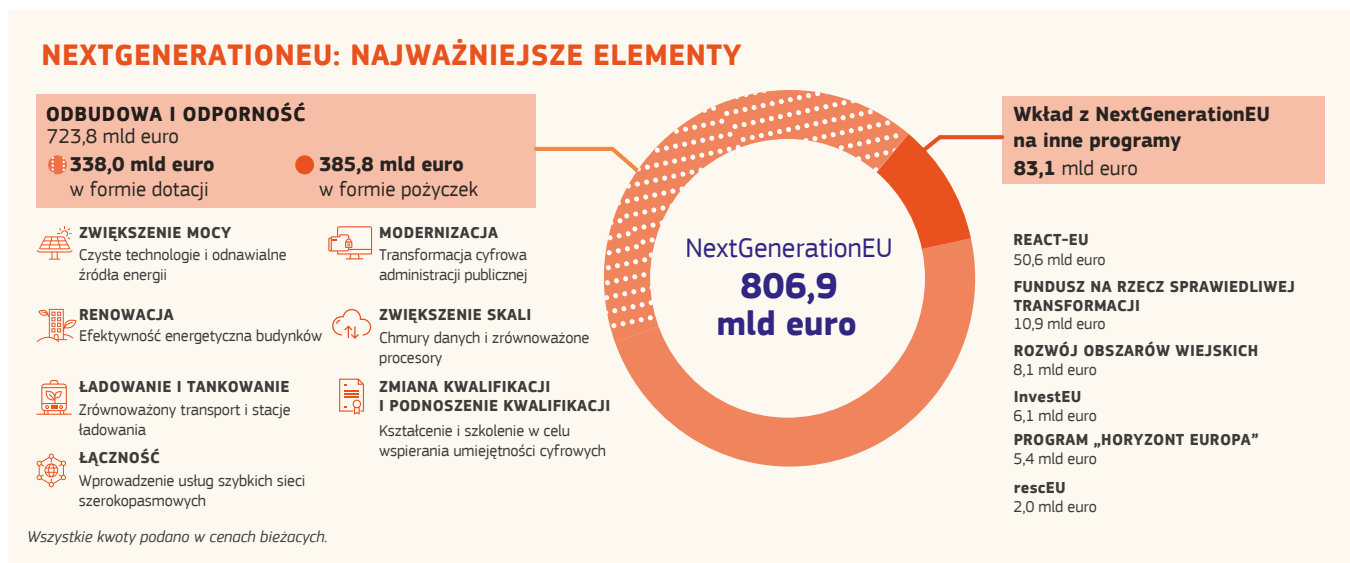 NEXTGENERATIONEU: NAJWAŻNIEJSZE ELEMENTY
ODBUDOWA I ODPORNOŚĆ
723,8 mld euro
338,0 mld euro
w formie dotacji
385,8 mld euro
w formie pożyczek
ZWIĘKSZENIE MOCY
Czyste technologie i odnawialne
źródła energii
RENOWACJA
Efektywność energetyczna budynków
ŁADOWANIE I TANKOWANIE
Zrównoważony transport i stacje
ładowania
ŁĄCZNOŚĆ
Wprowadzenie usług szybkich sieci
szerokopasmowych
MODERNIZACJA
Transformacja cyfrowa
administracji publicznej
ZWIĘKSZENIE SKALI
Chmury danych i zrównoważone
procesory
ZMIANA KWALIFIKACJI
I PODNOSZENIE KWALIFIKACJI
Kształcenie i szkolenie w celu
wspierania umiejętności cyfrowych
NextGenerationEU
806,9
mld euro
Wkład z NextGenerationEU
na inne programy
83,1 mld euro
REACT-EU
50,6 mld euro
FUNDUSZ NA RZECZ SPRAWIEDLIWEJ
TRANSFORMACJI
10,9 mld euro
ROZWÓJ OBSZARÓW WIEJSKICH
8,1 mld euro
InvestEU
6,1 mld euro
PROGRAM „HORYZONT EUROPA”
5,4 mld euro
rescEU
2,0 mld euro
Wszystkie kwoty podano w cenach bieżacych.